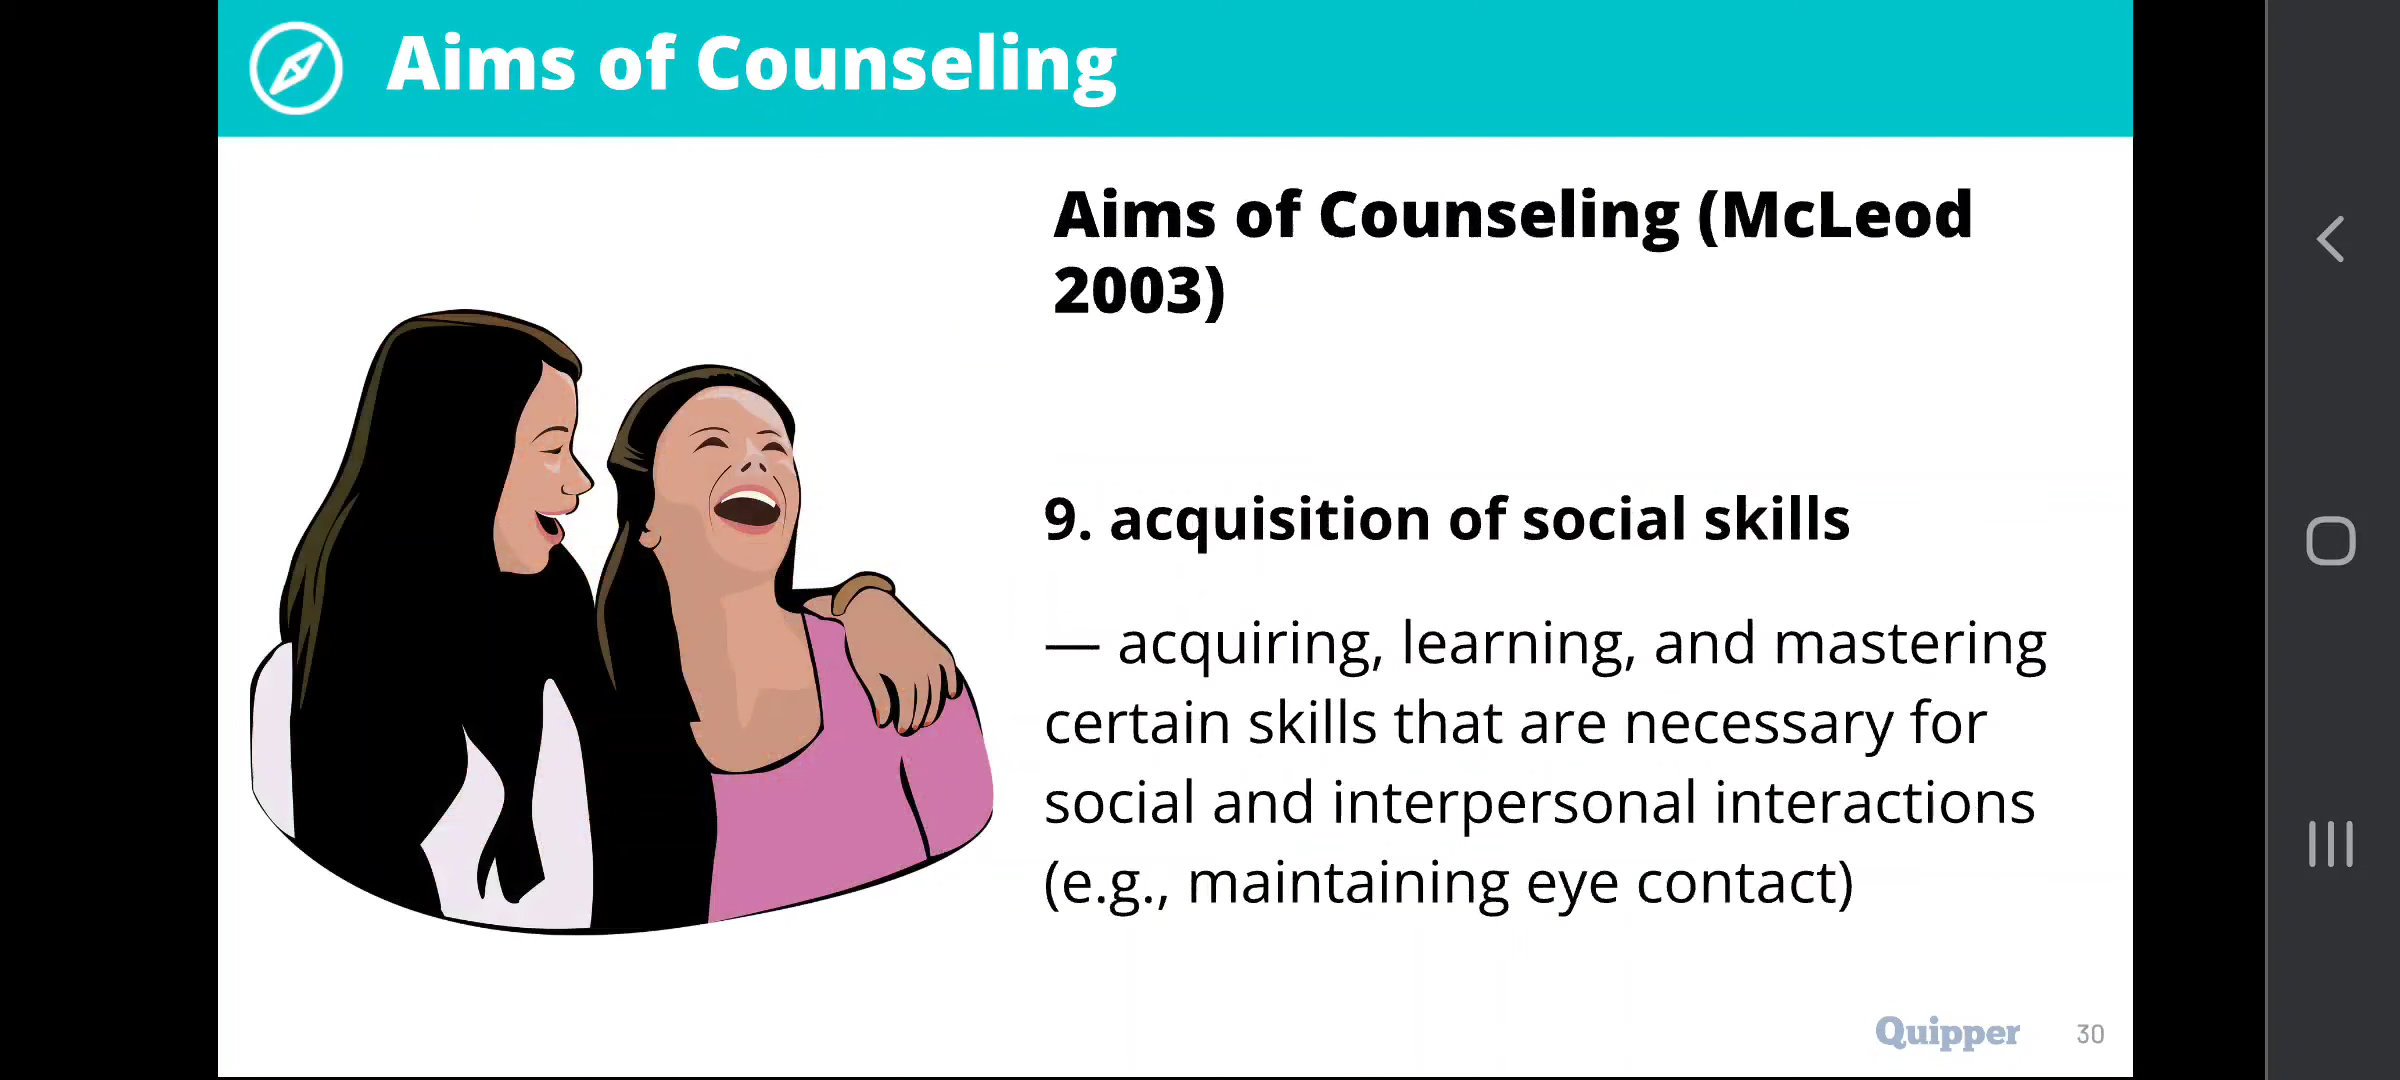 Aims of Counseling
Aims of Counseling (McLeod
2003)
9. acquisition of social skills
— acquiring, learning, and mastering
certain skills that are necessary for
social and interpersonal interactions
(e.g., maintaining eye contact)
Quipper 30